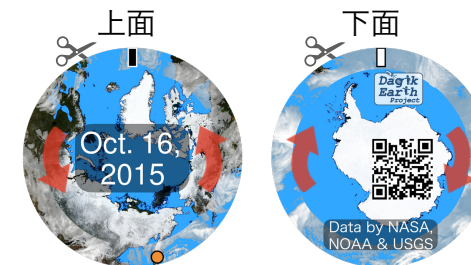 上面
下面
Oct. 16,
2015
Dagik
Earth
Project
Data by NASA,
NOAA & USGS